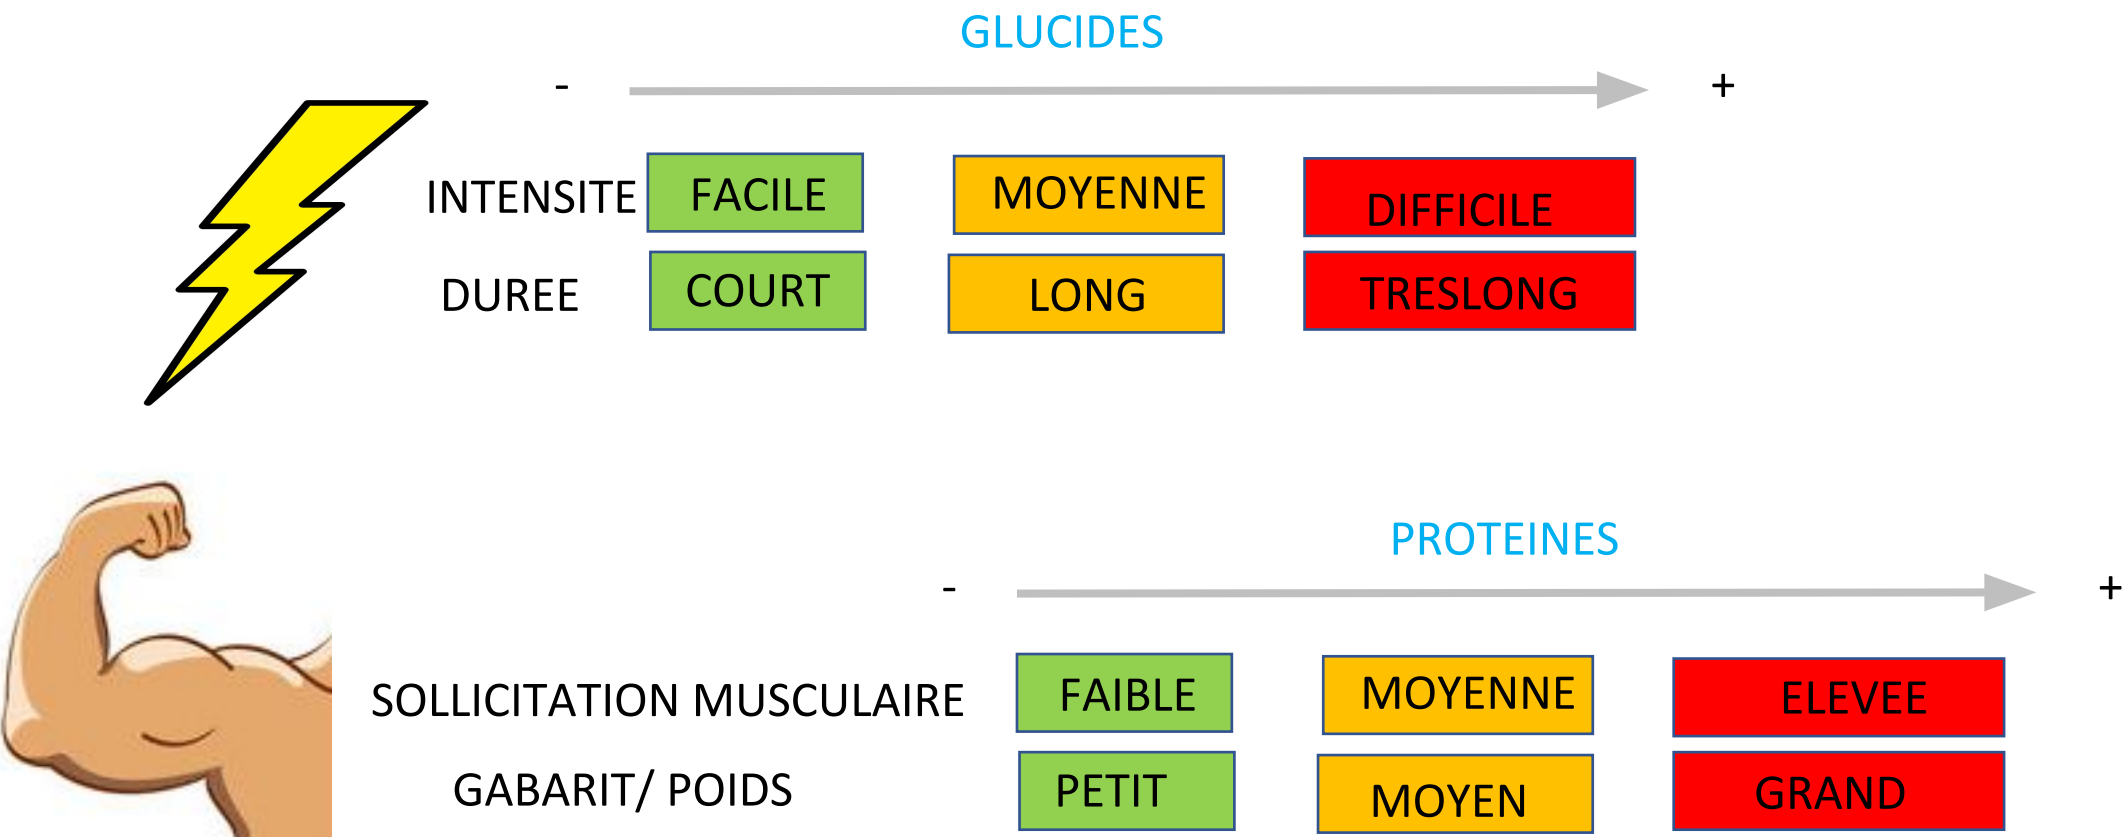 GLUCIDES
- +
INTENSITE FACILE MOYENNE DIFFICILE
DUREE COURT LONG TRESLONG
PROTEINES
- +
SOLLICITATION MUSCULAIRE FAIBLE MOYENNE ELEVEE
GABARIT/ POIDS PETIT MOYEN GRAND